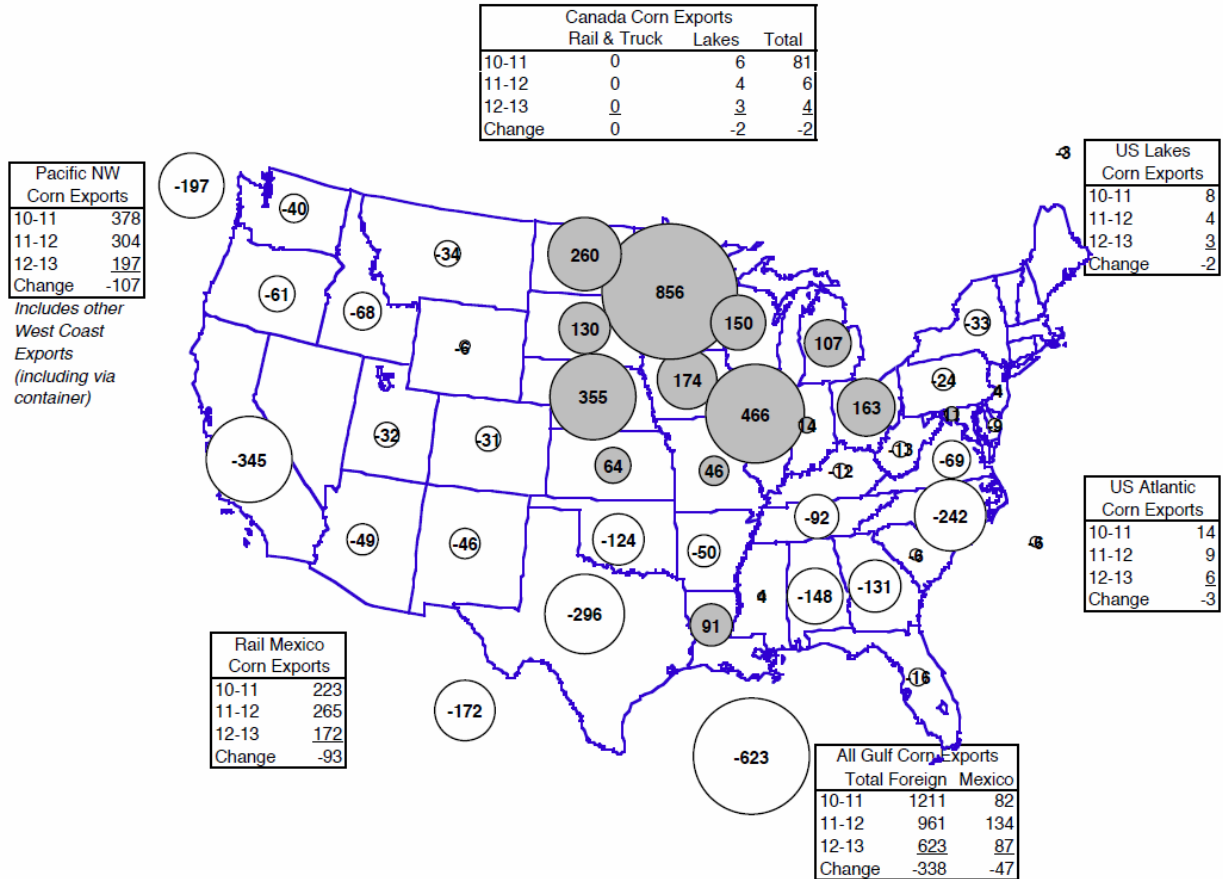 Canada Corn Exports
Rail & Truck Lakes Total
10-11 0 6 81
11-12 0 4 6
12-13 0 3 4
Change 0 -2 -2
Pacific NW
Corn Exports
10-11 378
11-12 304
12-13 197
Change -107
Includes other
West Coast
Exports
(including via
container)
US Lakes
Corn Exports
10-11 8
11-12 4
12-13 3
Change -2
-197
-40
-34
260
856
-61
-68
-6
130
150
107
-33
-24
4
355
174
466
14
163
11
-9
-345
-32
-31
64
46
-12
-13
-69
-49
-46
-124
-50
-92
-242
-6
-6
-296
91
4
-148
-131
-16
-172
-623
US Atlantic
Corn Exports
10-11 14
11-12 9
12-13 6
Change -3
Rail Mexico
Corn Exports
10-11 223
11-12 265
12-13 172
Change -93
All Gulf Corn Exports
Total Foreign Mexico
10-11 1211 82
11-12 961 134
12-13 623 87
Change -338 -47